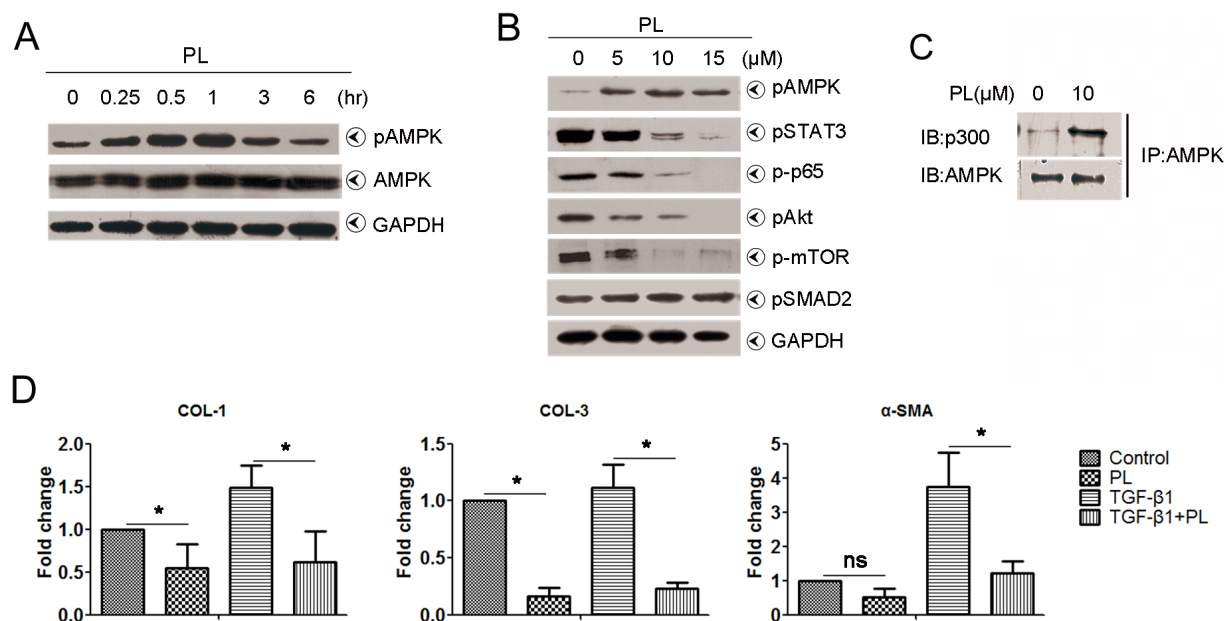 A
PL
0 0.25 0.5 1 3 6 (hr)
pAMPK
AMPK
GAPDH
B
PL
0 5 10 15 (µM)
pAMPK
pSTAT3
p-p65
pAkt
p-mTOR
pSMAD2
GAPDH
C
PL(µM) 0 10
IB:p300
IB:AMPK
IP:AMPK
D
COL-1
Fold change
2.0
1.5
1.0
0.5
0.0
*
*
COL-3
Fold change
1.5
1.0
0.5
0.0
*
*
α-SMA
Fold change
5
4
3
2
1
0
ns
*
Control
PL
TGF-β1
TGF-β1+PL